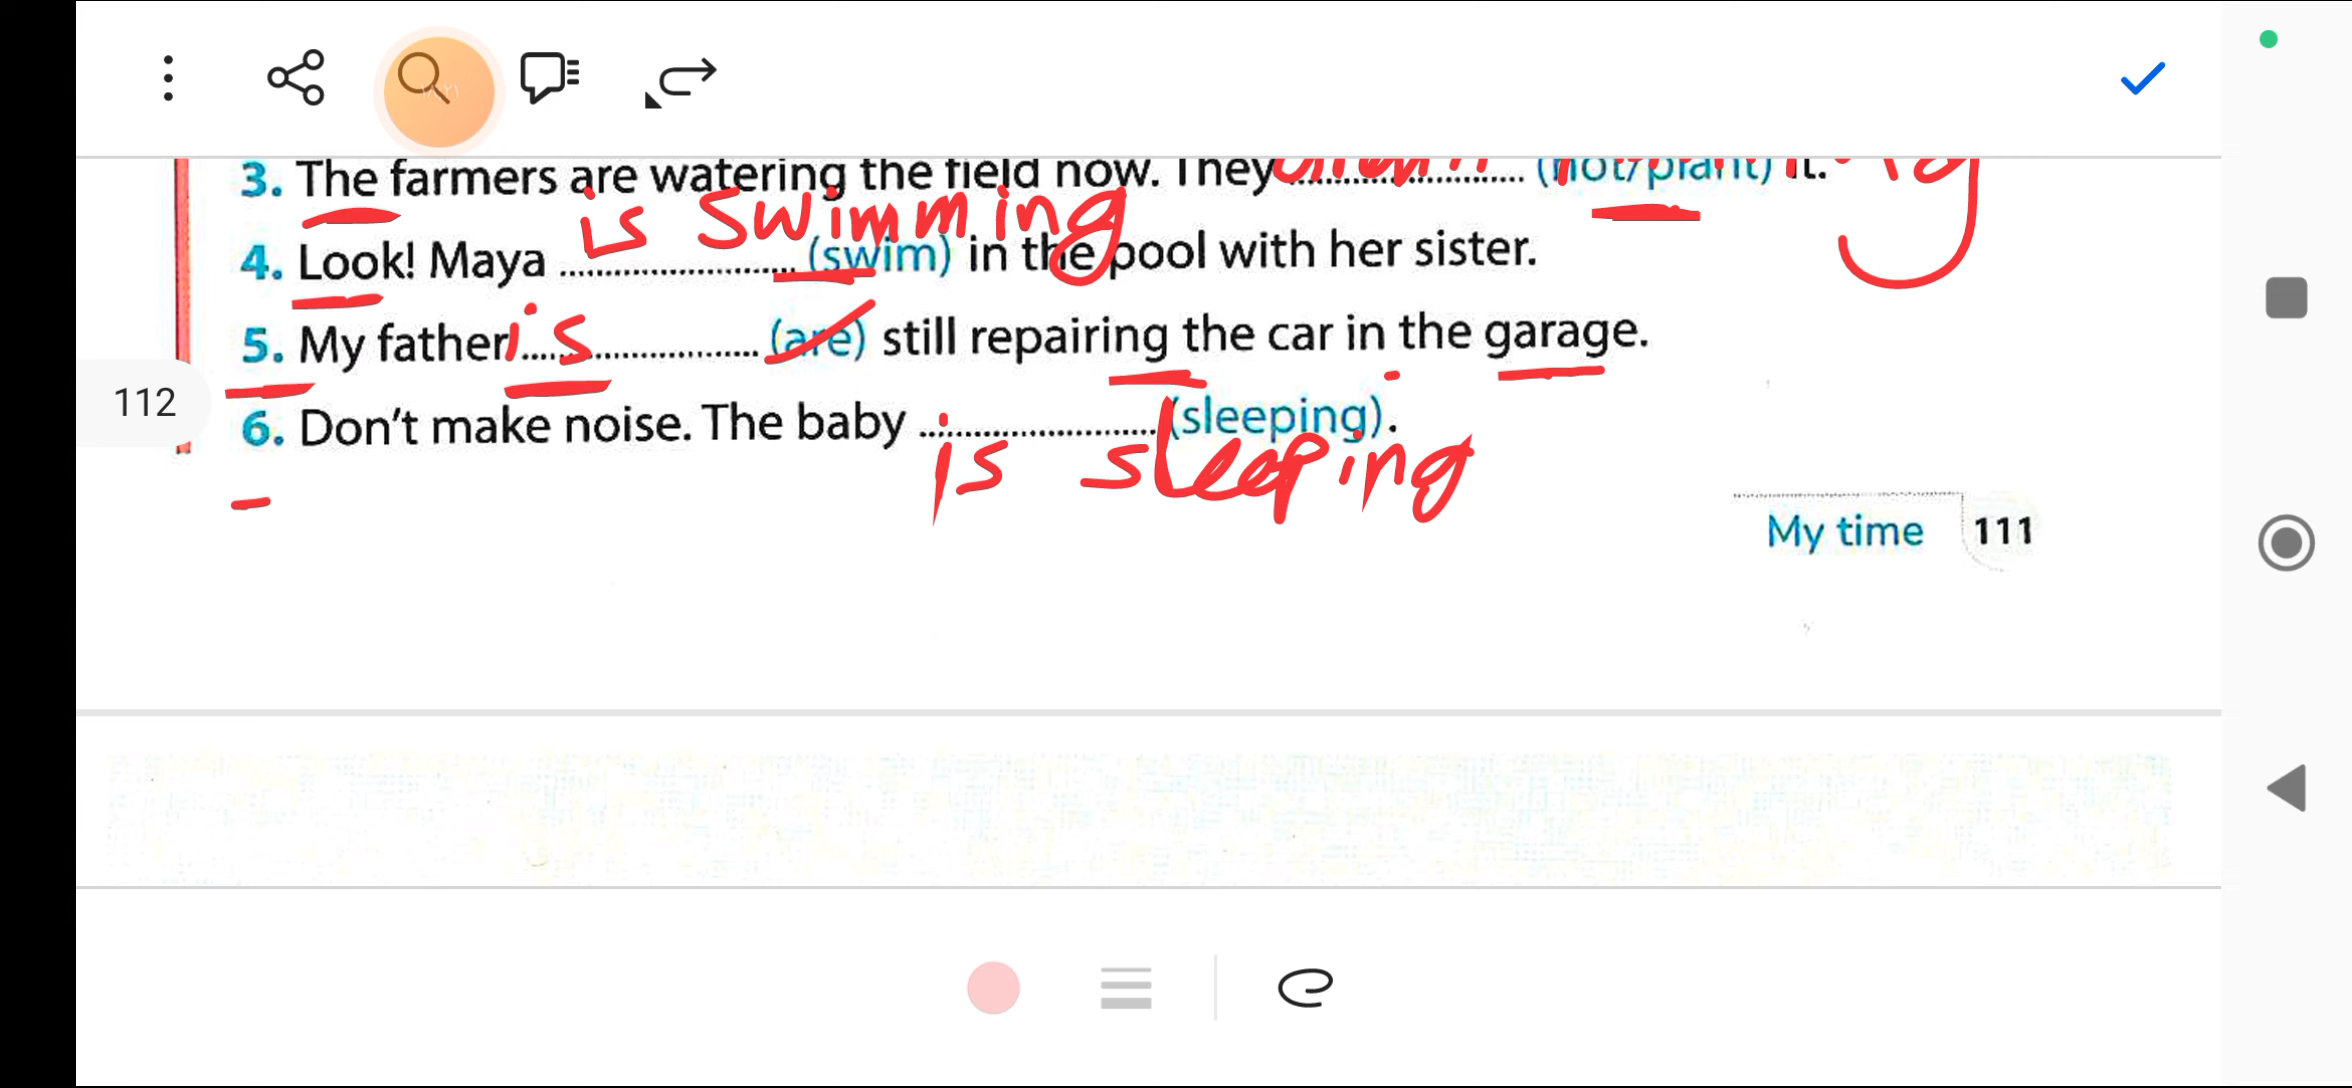 3. The farmers are watering the field now. They ........................ (not/plant) it.
is swimming
4. Look! Maya ........................ (swim) in the pool with her sister.
5. My father is ........................ (are) still repairing the car in the garage.
112
6. Don't make noise. The baby ........................ (sleeping).
is sleeping
My time 111